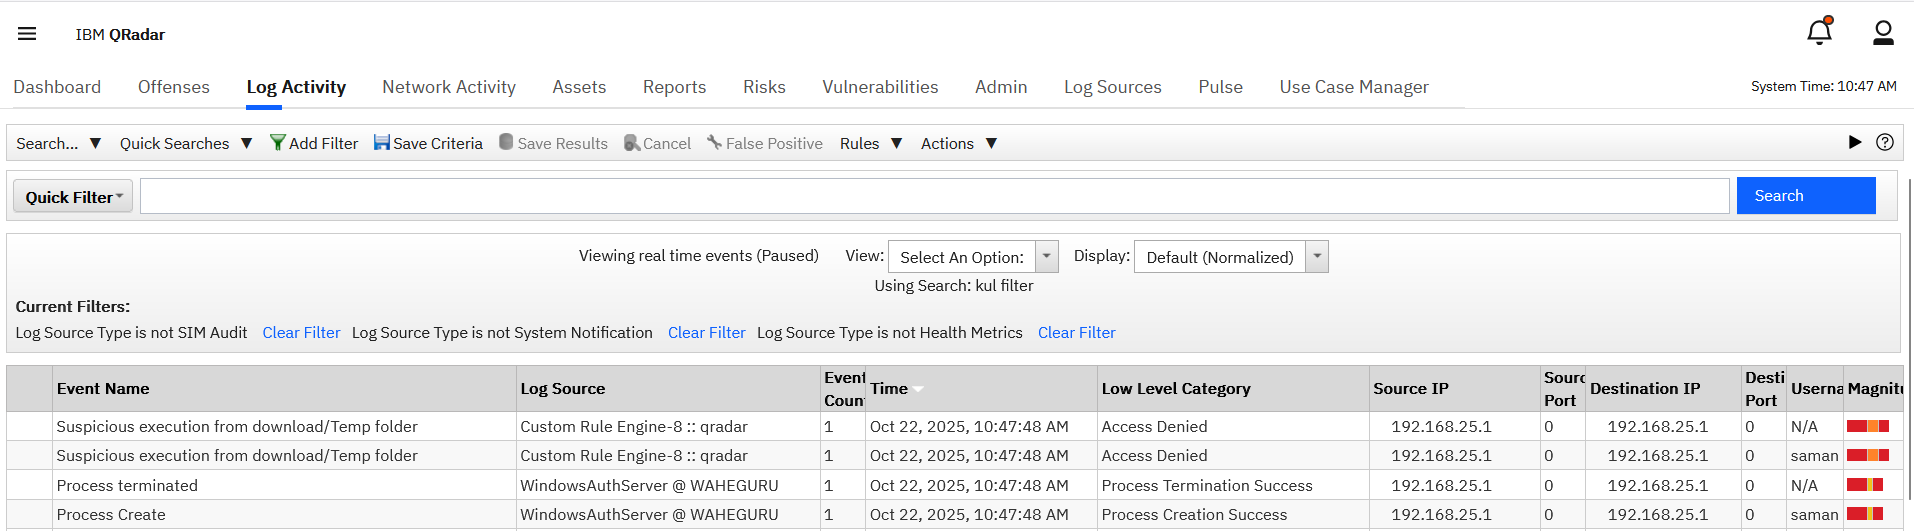 IBM QRadar
Dashboard Offenses Log Activity Network Activity Assets Reports Risks Vulnerabilities Admin Log Sources Pulse Use Case Manager System Time: 10:47 AM
Search... Quick Searches Add Filter Save Criteria Save Results Cancel False Positive Rules Actions
Quick Filter Search
Viewing real time events (Paused) View: Select An Option: Display: Default (Normalized)
Using Search: kul filter
Current Filters:
Log Source Type is not SIM Audit Clear Filter Log Source Type is not System Notification Clear Filter Log Source Type is not Health Metrics Clear Filter
Event Name Log Source Event Coun Time Low Level Category Source IP Sourc Port Destination IP Desti Port Userna Magnitu
Suspicious execution from download/Temp folder Custom Rule Engine-8 :: qradar 1 Oct 22, 2025, 10:47:48 AM Access Denied 192.168.25.1 0 192.168.25.1 0 N/A
Suspicious execution from download/Temp folder Custom Rule Engine-8 :: qradar 1 Oct 22, 2025, 10:47:48 AM Access Denied 192.168.25.1 0 192.168.25.1 0 saman
Process terminated WindowsAuthServer @ WAHEGURU 1 Oct 22, 2025, 10:47:48 AM Process Termination Success 192.168.25.1 0 192.168.25.1 0 N/A
Process Create WindowsAuthServer @ WAHEGURU 1 Oct 22, 2025, 10:47:48 AM Process Creation Success 192.168.25.1 0 192.168.25.1 0 saman